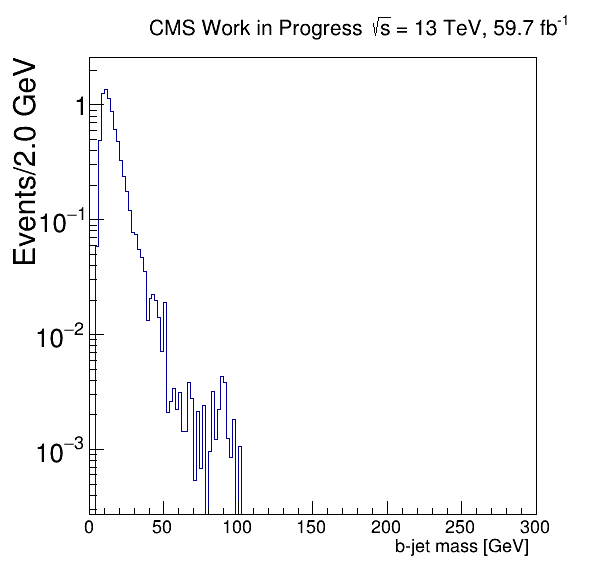 CMS Work in Progress √s = 13 TeV, 59.7 fb⁻¹
Events/2.0 GeV
1
10⁻¹
10⁻²
10⁻³
0 50 100 150 200 250 300
b-jet mass [GeV]